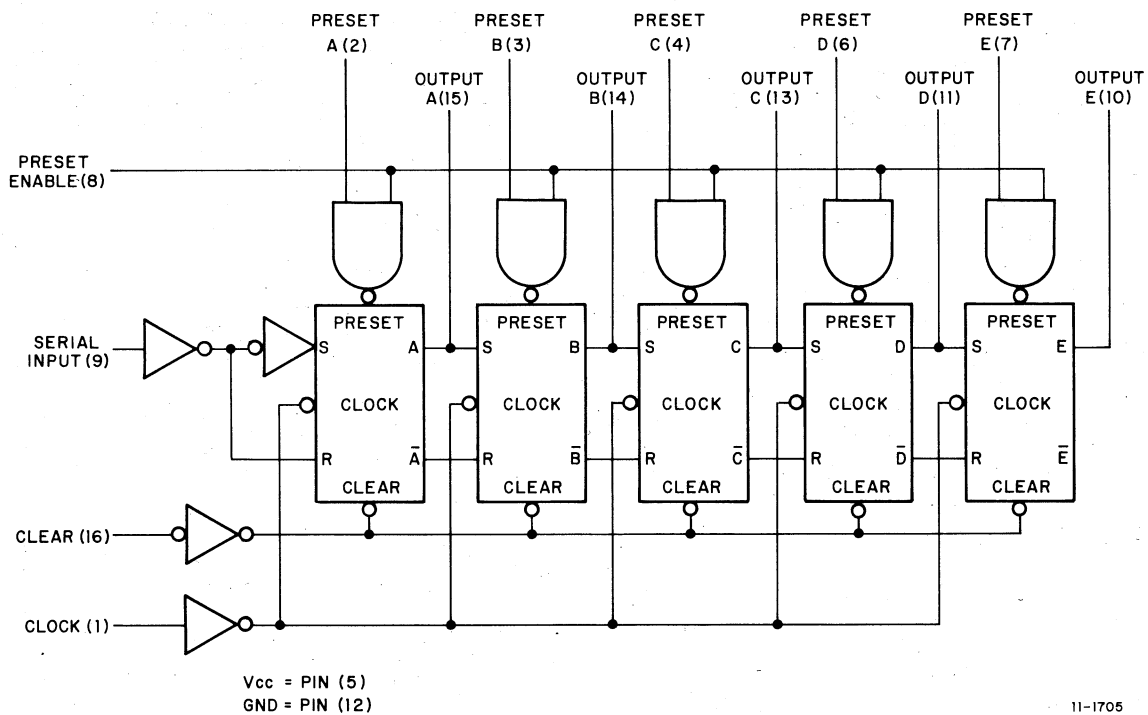 PRESET
A (2)
PRESET
B (3)
PRESET
C (4)
PRESET
D (6)
PRESET
E (7)
OUTPUT
A(15)
OUTPUT
B(14)
OUTPUT
C (13)
OUTPUT
D(11)
OUTPUT
E(10)
PRESET
ENABLE (8)
SERIAL
INPUT (9)
PRESET
S A
CLOCK
R A̅
CLEAR
PRESET
S B
CLOCK
R B̅
CLEAR
PRESET
S C
CLOCK
R C̅
CLEAR
PRESET
S D
CLOCK
R D̅
CLEAR
PRESET
S E
CLOCK
R E̅
CLEAR
CLEAR (16)
CLOCK (1)
Vcc = PIN (5)
GND = PIN (12)
11-1705